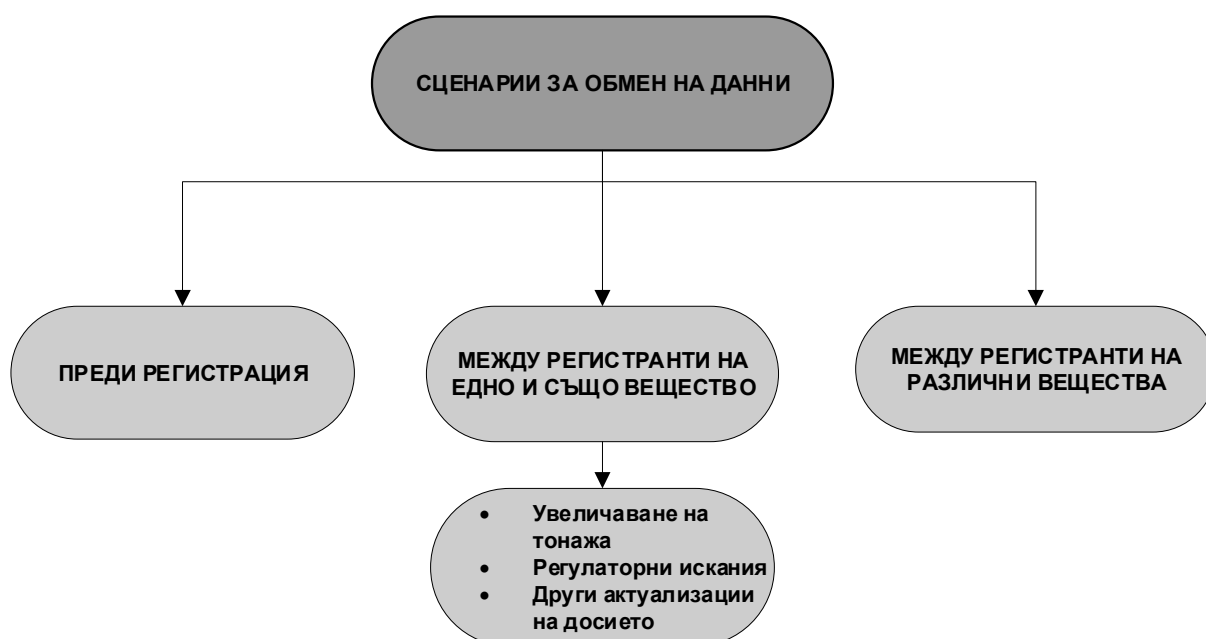 СЦЕНАРИИ ЗА ОБМЕН НА ДАННИ
ПРЕДИ РЕГИСТРАЦИЯ
МЕЖДУ РЕГИСТРАНТИ НА
ЕДНО И СЪЩО ВЕЩЕСТВО
МЕЖДУ РЕГИСТРАНТИ НА
РАЗЛИЧНИ ВЕЩЕСТВА
• Увеличаване на
тонажа
• Регулаторни искания
• Други актуализации
на досието